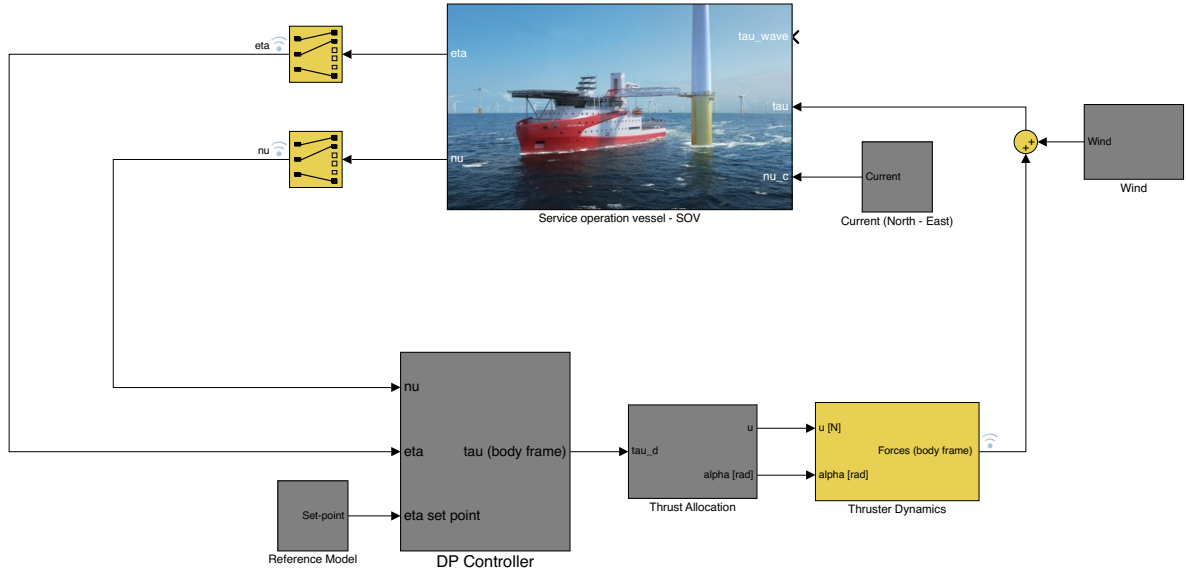 eta
eta
tau_wave
tau
nu
nu
nu_c
Service operation vessel - SOV
Current
Current (North - East)
+
+
Wind
Wind
nu
eta
tau (body frame)
eta set point
DP Controller
Set-point
Reference Model
tau_d
u
alpha [rad]
Thrust Allocation
u [N]
Forces (body frame)
alpha [rad]
Thruster Dynamics